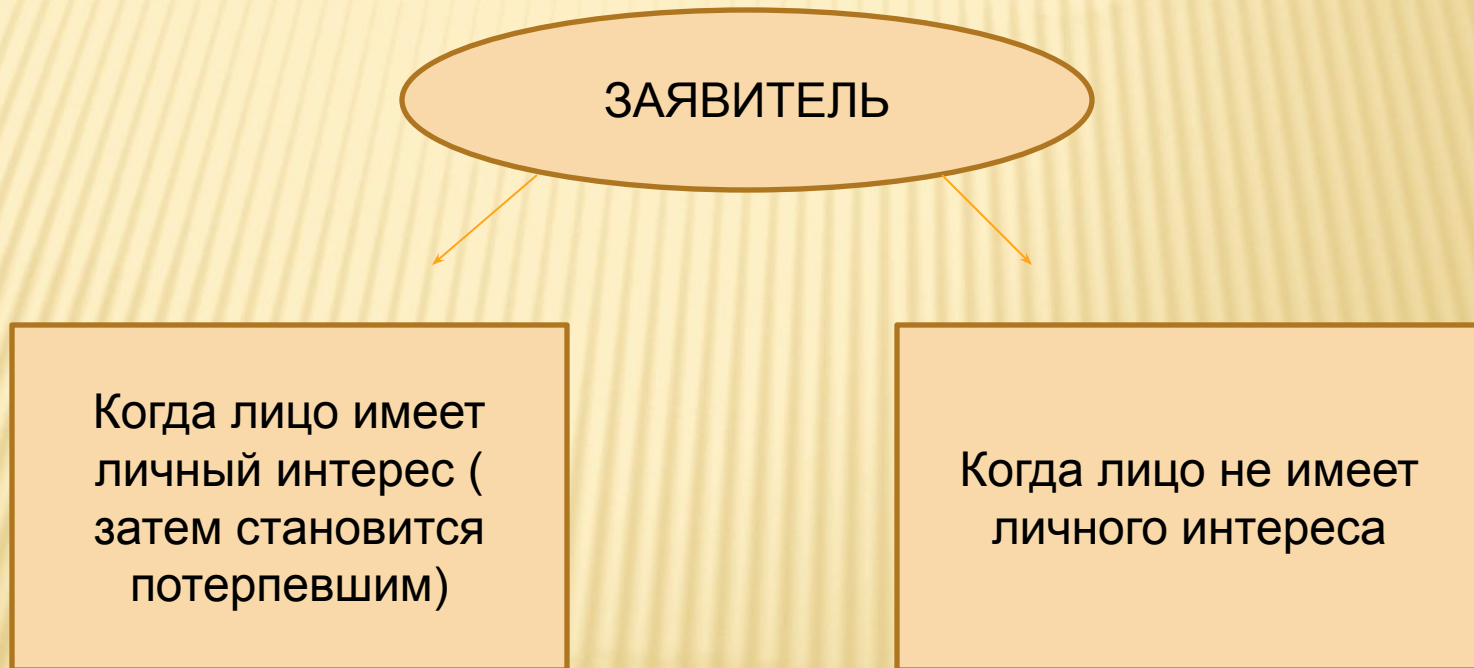 ЗАЯВИТЕЛЬ
Когда лицо имеет
личный интерес (
затем становится
потерпевшим)
Когда лицо не имеет
личного интереса